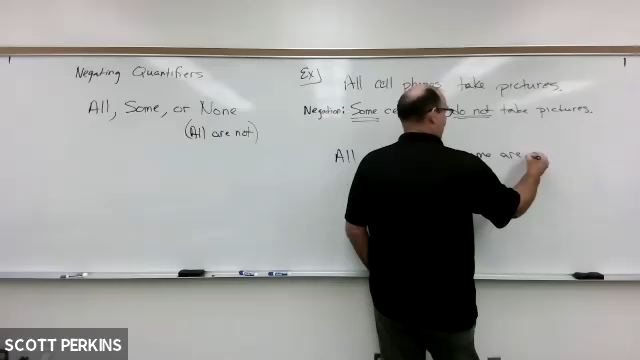 Negating Quantifiers
All, Some, or None
(All are not)
Ex) All cell phones take pictures.
Negation: Some ce do not take pictures.
All me are
SCOTT PERKINS